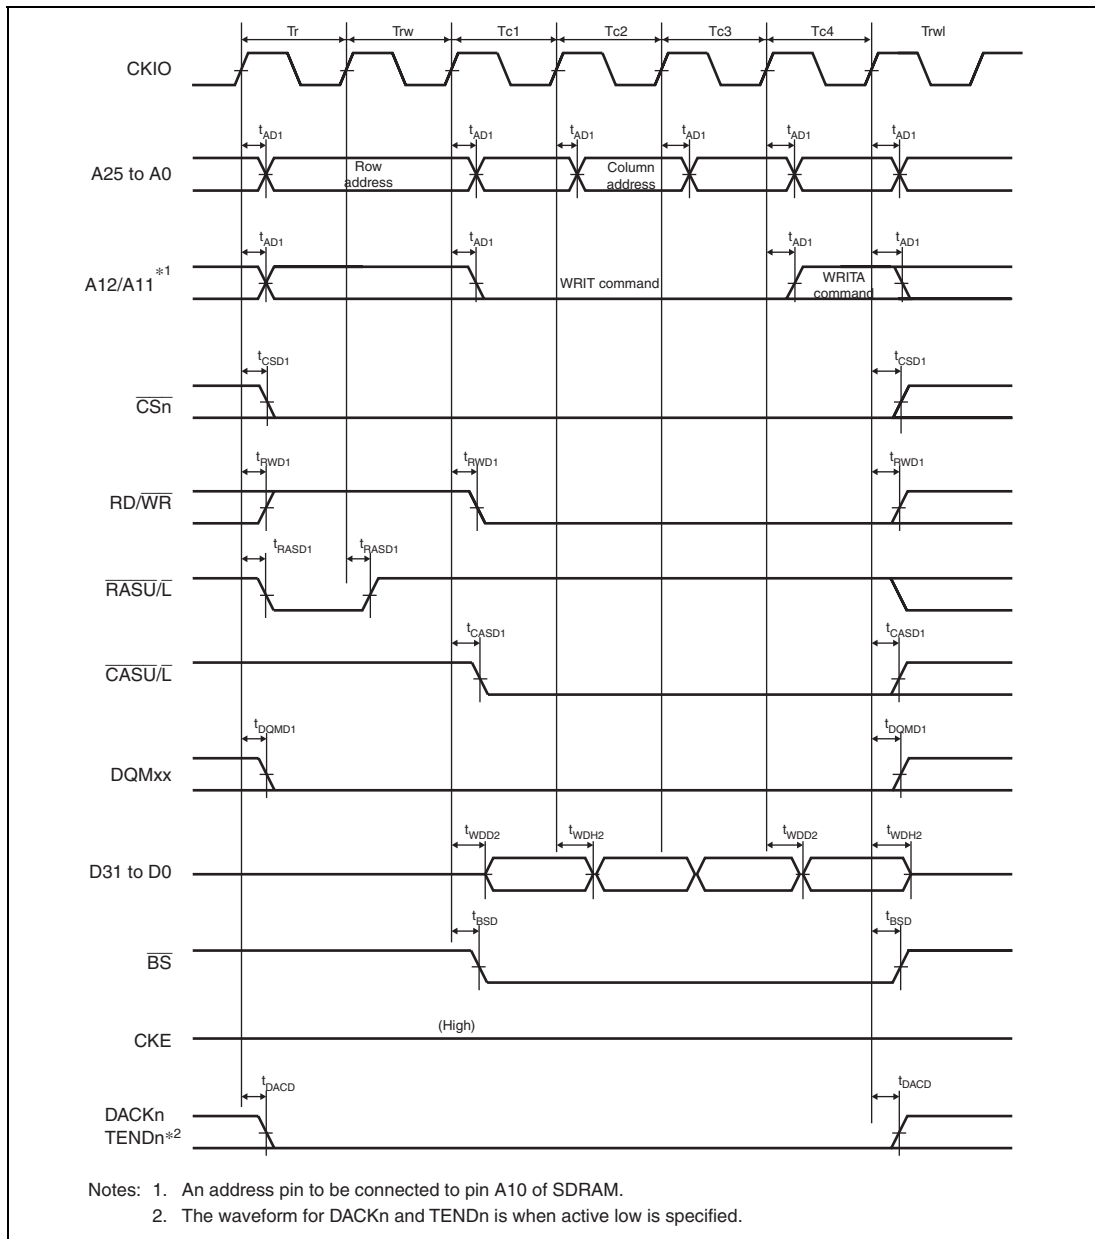 Tr Trw Tc1 Tc2 Tc3 Tc4 Trwl
CKIO
tAD1 tAD1 tAD1 tAD1 tAD1 tAD1
A25 to A0
Row
address
Column
address
tAD1 tAD1 tAD1 tAD1
A12/A11*1
WRIT command
WRITA
command
tCSD1 tCSD1
CSn
tRWD1 tRWD1 tRWD1
RD/WR
tRASD1 tRASD1
RASU/L
tCASD1 tCASD1
CASU/L
tDQMD1 tDQMD1
DQMxx
tWDD2 tWDH2 tWDD2 tWDH2
D31 to D0
tBSD tBSD
BS
(High)
CKE
tDACD tDACD
DACKn
TENDn*2
Notes: 1. An address pin to be connected to pin A10 of SDRAM.
2. The waveform for DACKn and TENDn is when active low is specified.